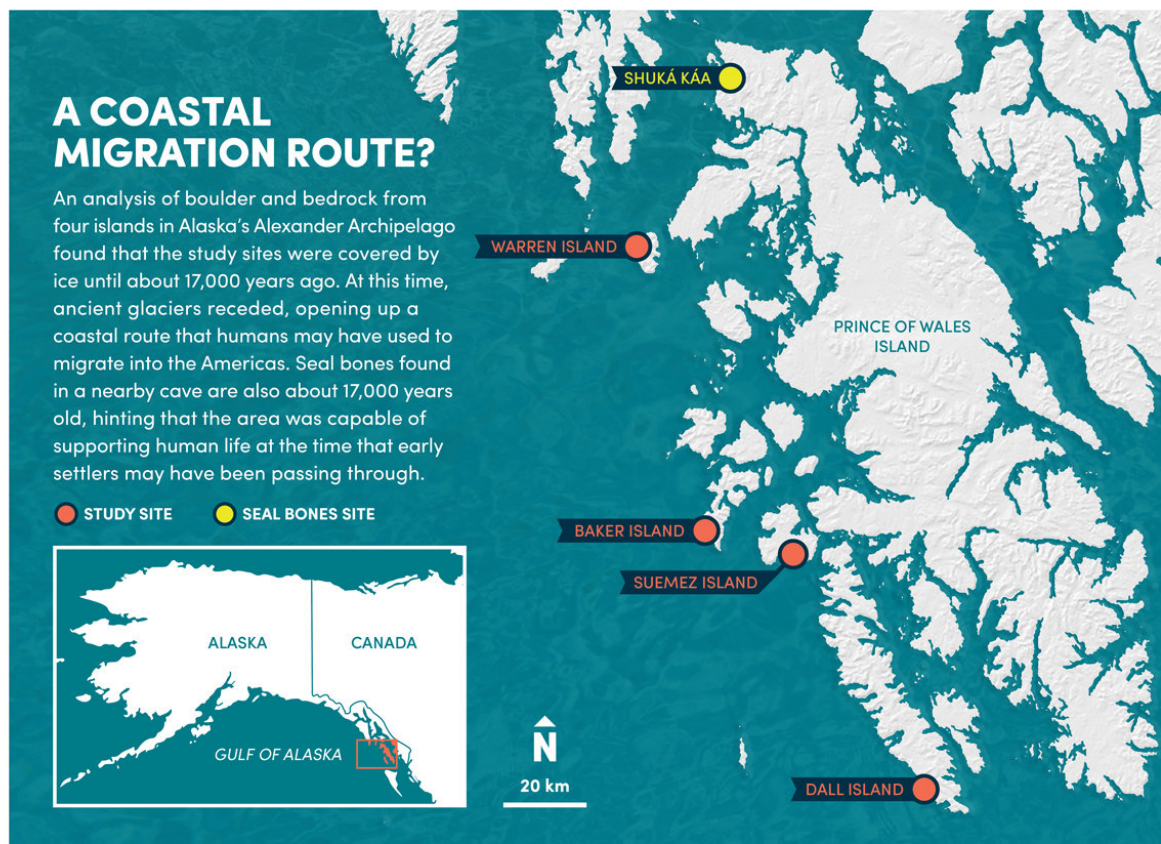 A COASTAL
MIGRATION ROUTE?
An analysis of boulder and bedrock from
four islands in Alaska’s Alexander Archipelago
found that the study sites were covered by
ice until about 17,000 years ago. At this time,
ancient glaciers receded, opening up a
coastal route that humans may have used to
migrate into the Americas. Seal bones found
in a nearby cave are also about 17,000 years
old, hinting that the area was capable of
supporting human life at the time that early
settlers may have been passing through.
STUDY SITE
SEAL BONES SITE
ALASKA
CANADA
GULF OF ALASKA
N
20 km
SHUKÁ KÁA
WARREN ISLAND
PRINCE OF WALES
ISLAND
BAKER ISLAND
SUEMEZ ISLAND
DALL ISLAND